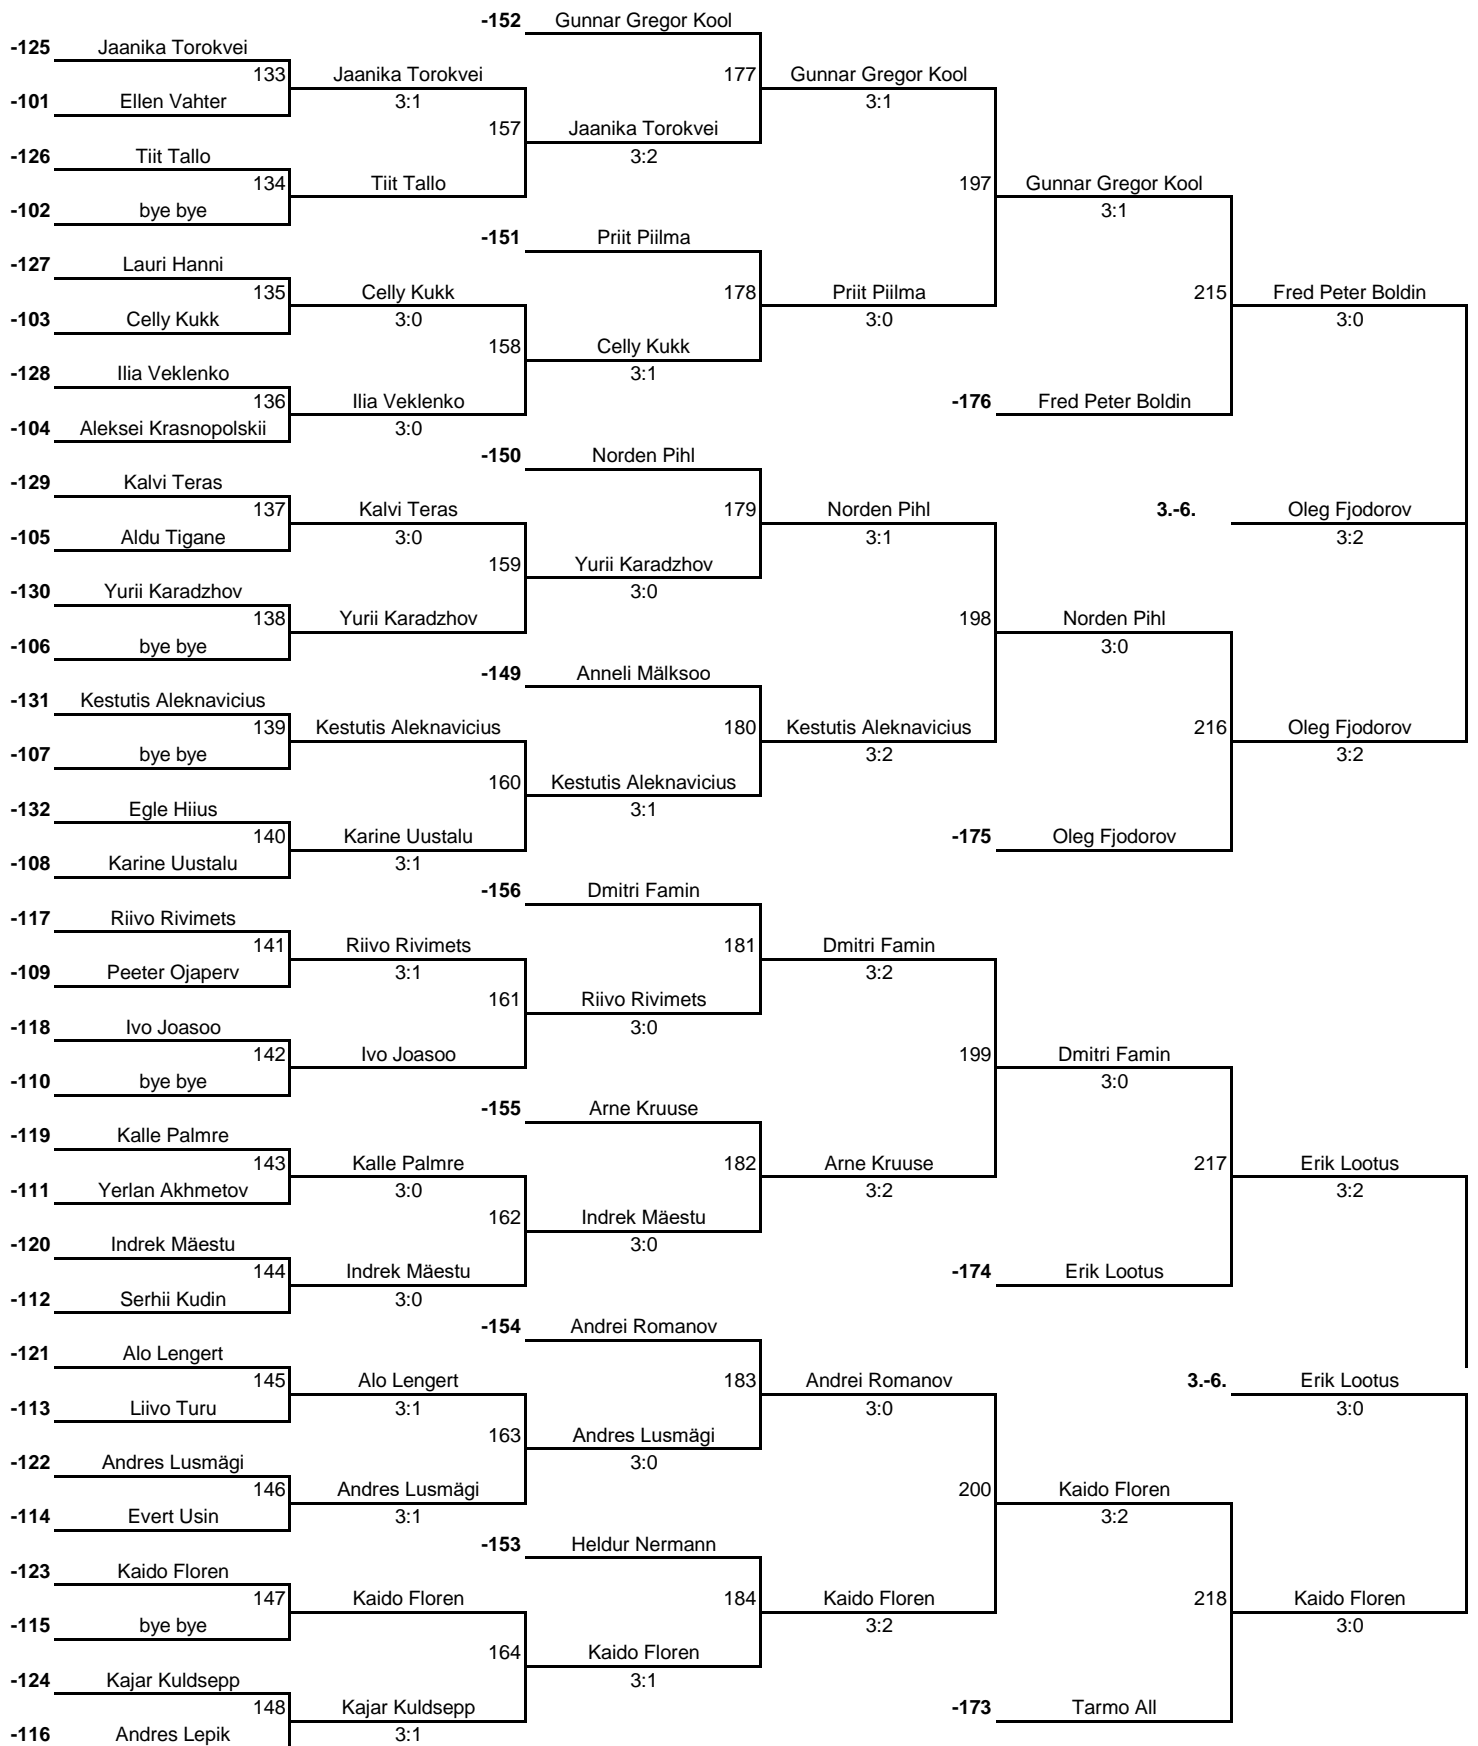 -152 Gunnar Gregor Kool
-125 Jaanika Torokvei
133 Jaanika Torokvei 177 Gunnar Gregor Kool
-101 Ellen Vahter 3:1 3:1
157 Jaanika Torokvei
-126 Tiit Tallo 3:2
134 Tiit Tallo 197 Gunnar Gregor Kool
-102 bye bye 3:1
-151 Priit Piilma
-127 Lauri Hanni
135 Celly Kukk 178 Priit Piilma 215 Fred Peter Boldin
-103 Celly Kukk 3:0 3:0 3:0
158 Celly Kukk
-128 Ilia Veklenko 3:1
136 Ilia Veklenko -176 Fred Peter Boldin
-104 Aleksei Krasnopolskii 3:0
-150 Norden Pihl
-129 Kalvi Teras
137 Kalvi Teras 179 Norden Pihl 3.-6. Oleg Fjodorov
-105 Aldu Tigane 3:0 3:1 3:2
159 Yurii Karadzhov
-130 Yurii Karadzhov 3:0
138 Yurii Karadzhov 198 Norden Pihl
-106 bye bye 3:0
-149 Anneli Mälksoo
-131 Kestutis Aleknavicius
139 Kestutis Aleknavicius 180 Kestutis Aleknavicius 216 Oleg Fjodorov
-107 bye bye 3:2 3:2
160 Kestutis Aleknavicius
-132 Egle Hiius 3:1
140 Karine Uustalu -175 Oleg Fjodorov
-108 Karine Uustalu 3:1
-156 Dmitri Famin
-117 Riivo Rivimets
141 Riivo Rivimets 181 Dmitri Famin
-109 Peeter Ojaperv 3:1 3:2
161 Riivo Rivimets
-118 Ivo Joasoo 3:0
142 Ivo Joasoo 199 Dmitri Famin
-110 bye bye 3:0
-155 Arne Kruuse
-119 Kalle Palmre
143 Kalle Palmre 182 Arne Kruuse 217 Erik Lootus
-111 Yerlan Akhmetov 3:0 3:2 3:2
162 Indrek Mäestu
-120 Indrek Mäestu 3:0
144 Indrek Mäestu -174 Erik Lootus
-112 Serhii Kudin 3:0
-154 Andrei Romanov
-121 Alo Lengert
145 Alo Lengert 183 Andrei Romanov 3.-6. Erik Lootus
-113 Liivo Turu 3:1 3:0 3:0
163 Andres Lusmägi
-122 Andres Lusmägi 3:0
146 Andres Lusmägi 200 Kaido Floren
-114 Evert Usin 3:1 3:2
-153 Heldur Nermann
-123 Kaido Floren
147 Kaido Floren 184 Kaido Floren 218 Kaido Floren
-115 bye bye 3:2 3:0
164 Kaido Floren
-124 Kajar Kuldsepp 3:1
148 Kajar Kuldsepp -173 Tarmo All
-116 Andres Lepik 3:1